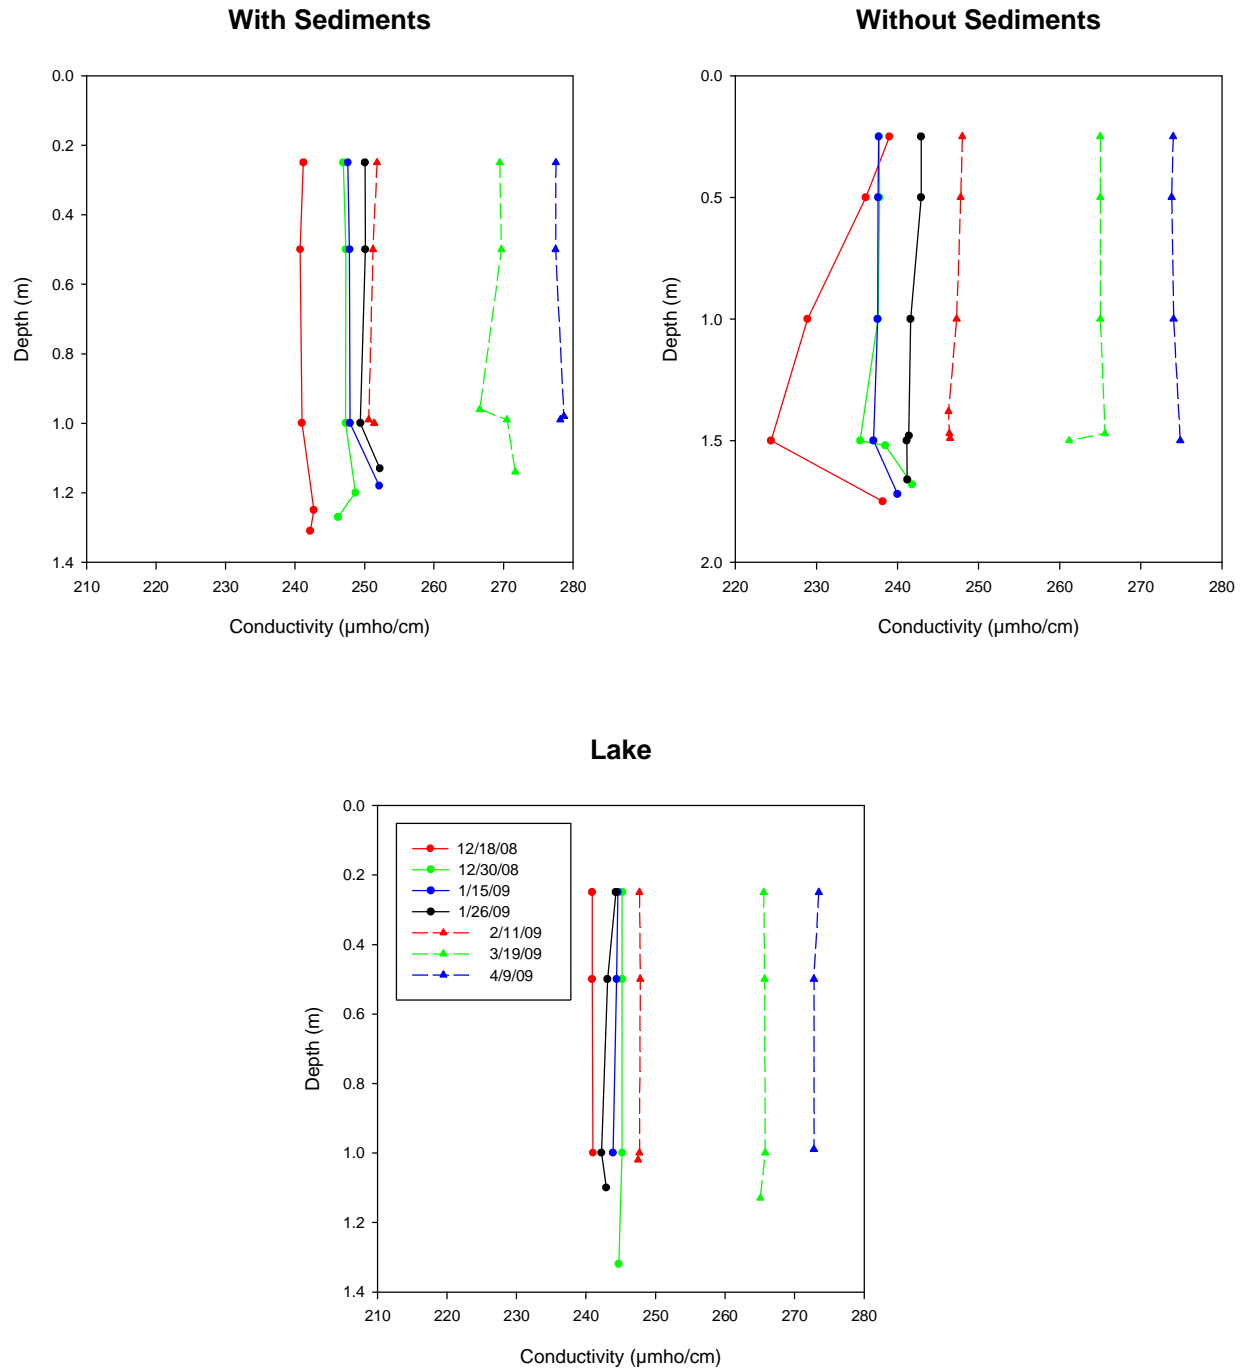 With Sediments
Without Sediments
0.0
0.2
0.4
0.6
0.8
1.0
1.2
1.4
Depth (m)
210 220 230 240 250 260 270 280
Conductivity (µmho/cm)
0.0
0.5
1.0
1.5
2.0
Depth (m)
220 230 240 250 260 270 280
Conductivity (µmho/cm)
Lake
0.0
0.2
0.4
0.6
0.8
1.0
1.2
1.4
Depth (m)
12/18/08
12/30/08
1/15/09
1/26/09
2/11/09
3/19/09
4/9/09
210 220 230 240 250 260 270 280
Conductivity (µmho/cm)